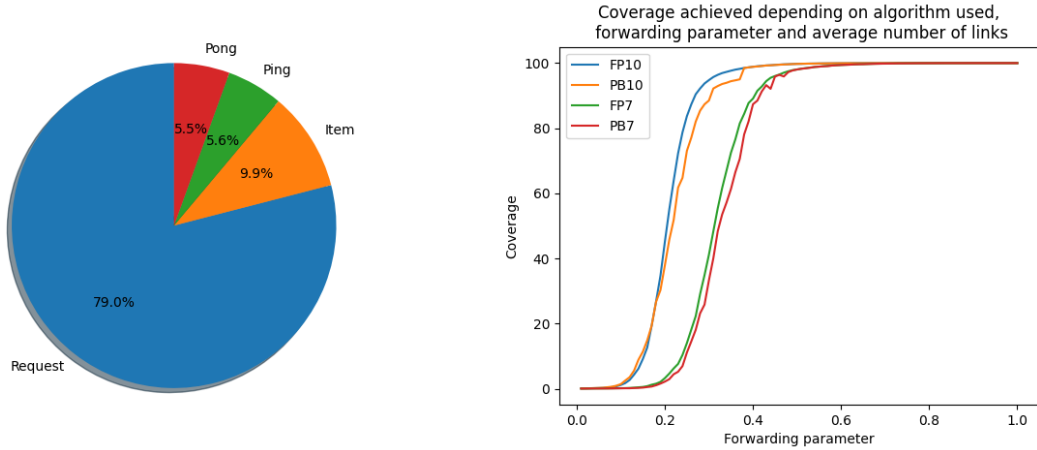 Pong
Ping
Item
Request
5.5%
5.6%
9.9%
79.0%
Coverage achieved depending on algorithm used,
forwarding parameter and average number of links
FP10
PB10
FP7
PB7
Coverage
100
80
60
40
20
0
0.0 0.2 0.4 0.6 0.8 1.0
Forwarding parameter